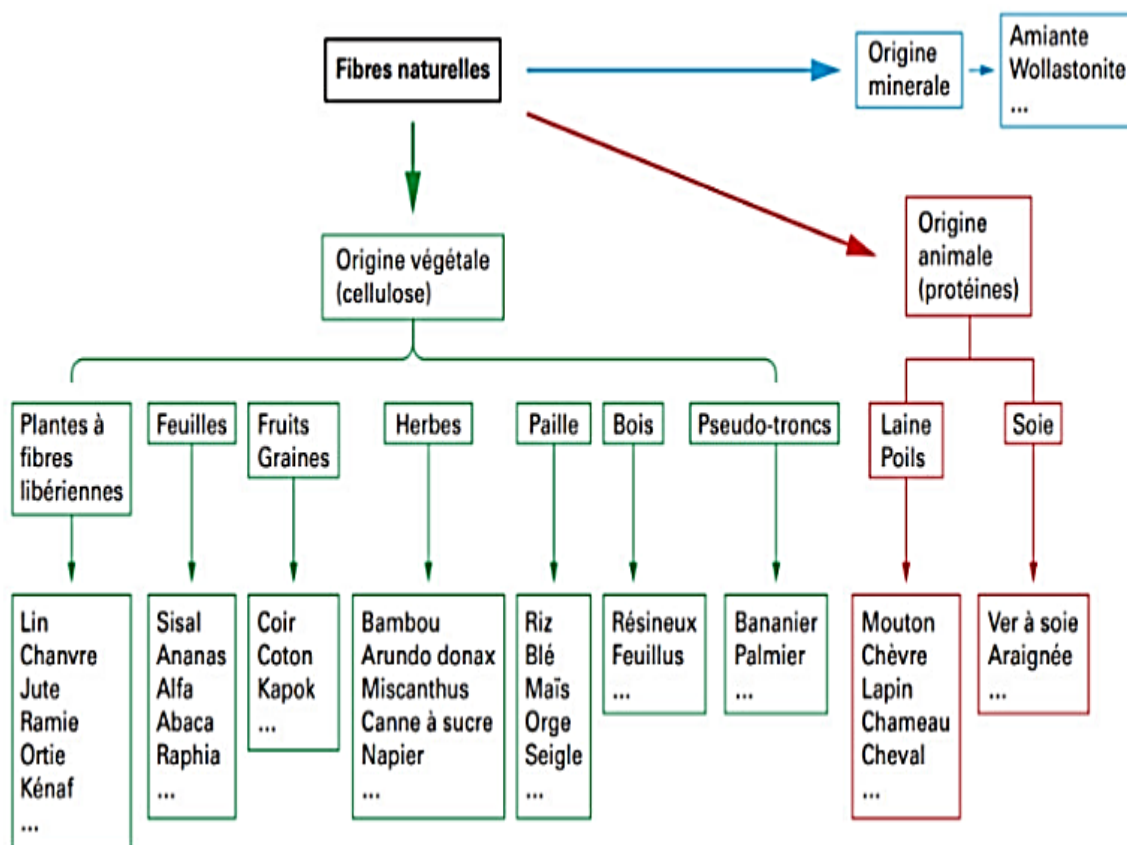 Fibres naturelles
Origine
minerale
Amiante
Wollastonite
...
Origine végétale
(cellulose)
Origine
animale
(protéines)
Plantes à
fibres
libériennes
Feuilles
Fruits
Graines
Herbes
Paille
Bois
Pseudo-troncs
Laine
Poils
Soie
Lin
Chanvre
Jute
Ramie
Ortie
Kénaf
...
Sisal
Ananas
Alfa
Abaca
Raphia
...
Coir
Coton
Kapok
...
Bambou
Arundo donax
Miscanthus
Canne à sucre
Napier
...
Riz
Blé
Maïs
Orge
Seigle
...
Résineux
Feuillus
...
Bananier
Palmier
...
Mouton
Chèvre
Lapin
Chameau
Cheval
...
Ver à soie
Araignée
...